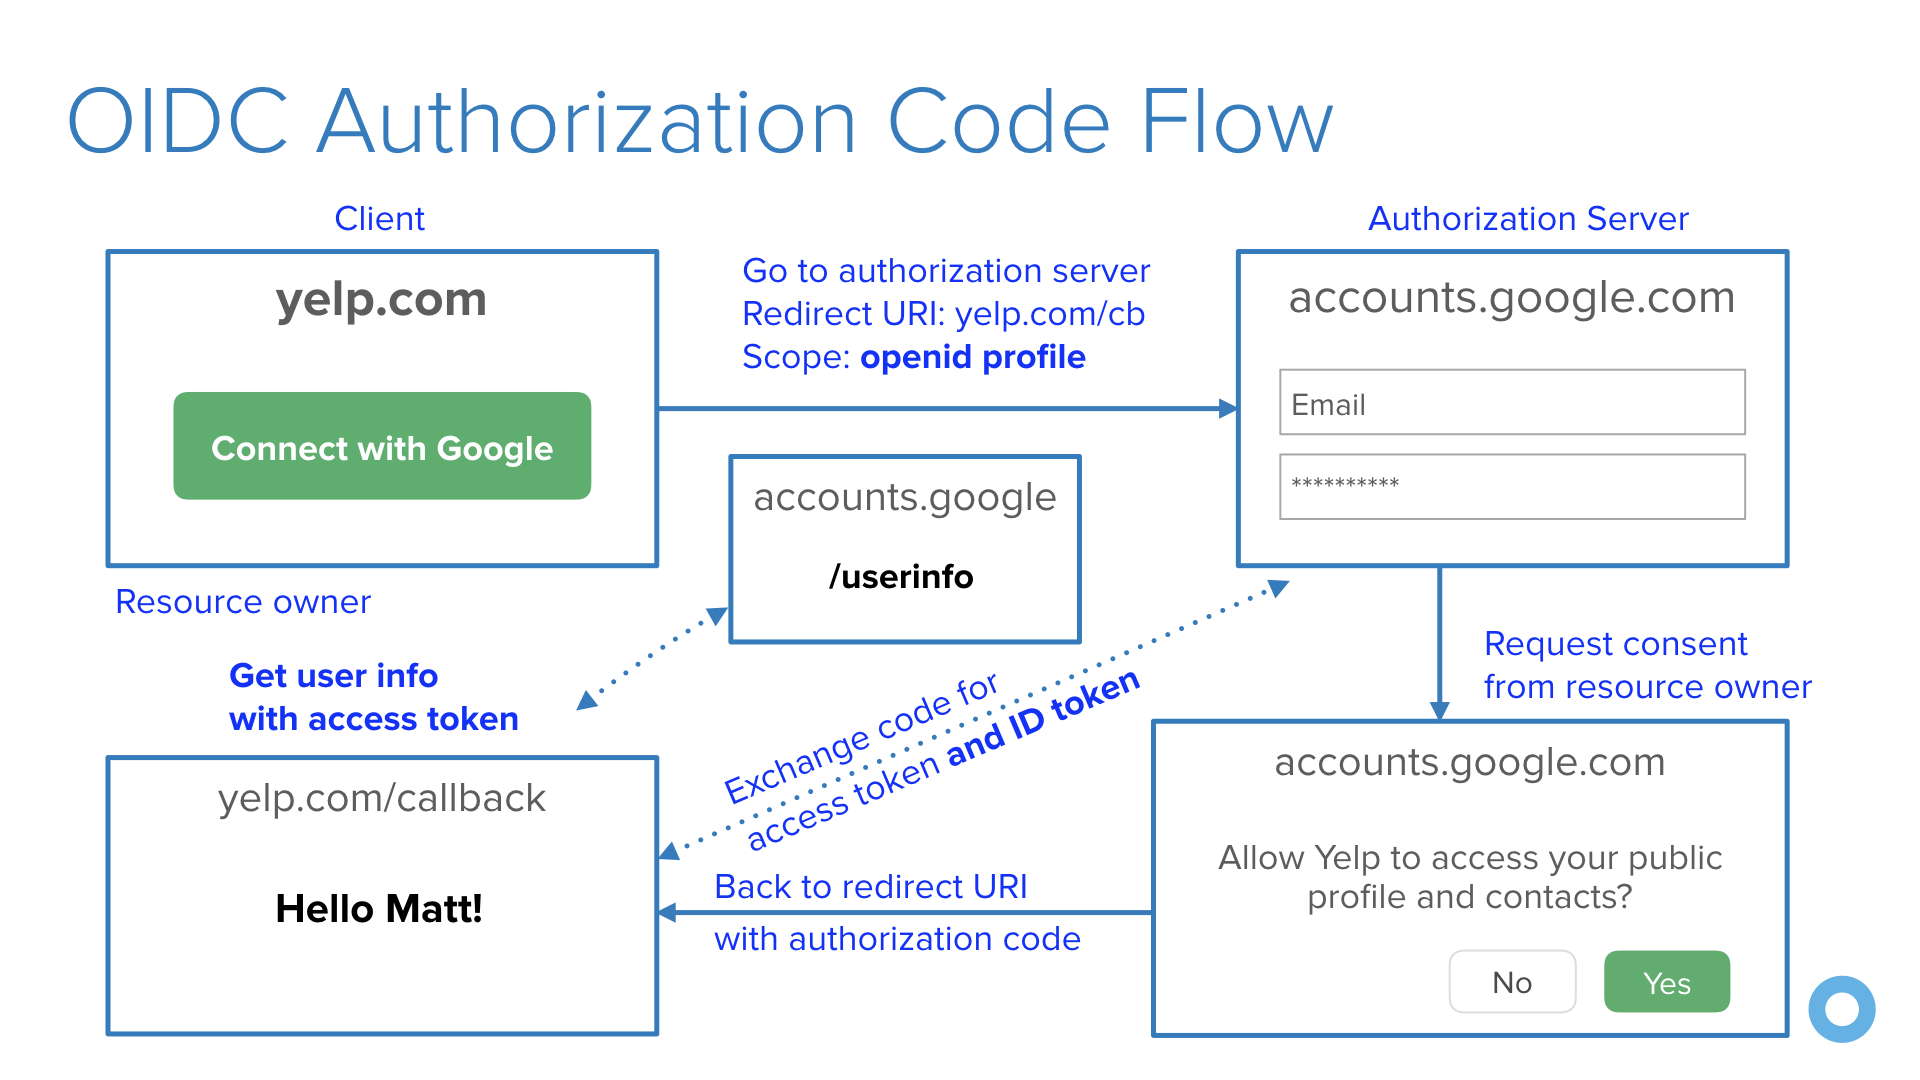 OIDC Authorization Code Flow
Client
yelp.com
Connect with Google
Resource owner
Go to authorization server
Redirect URI: yelp.com/cb
Scope: openid profile
Authorization Server
accounts.google.com
Email
**********
accounts.google
/userinfo
Request consent
from resource owner
Get user info
with access token
Exchange code for
access token and ID token
accounts.google.com
Allow Yelp to access your public
profile and contacts?
No
Yes
Back to redirect URI
with authorization code
yelp.com/callback
Hello Matt!